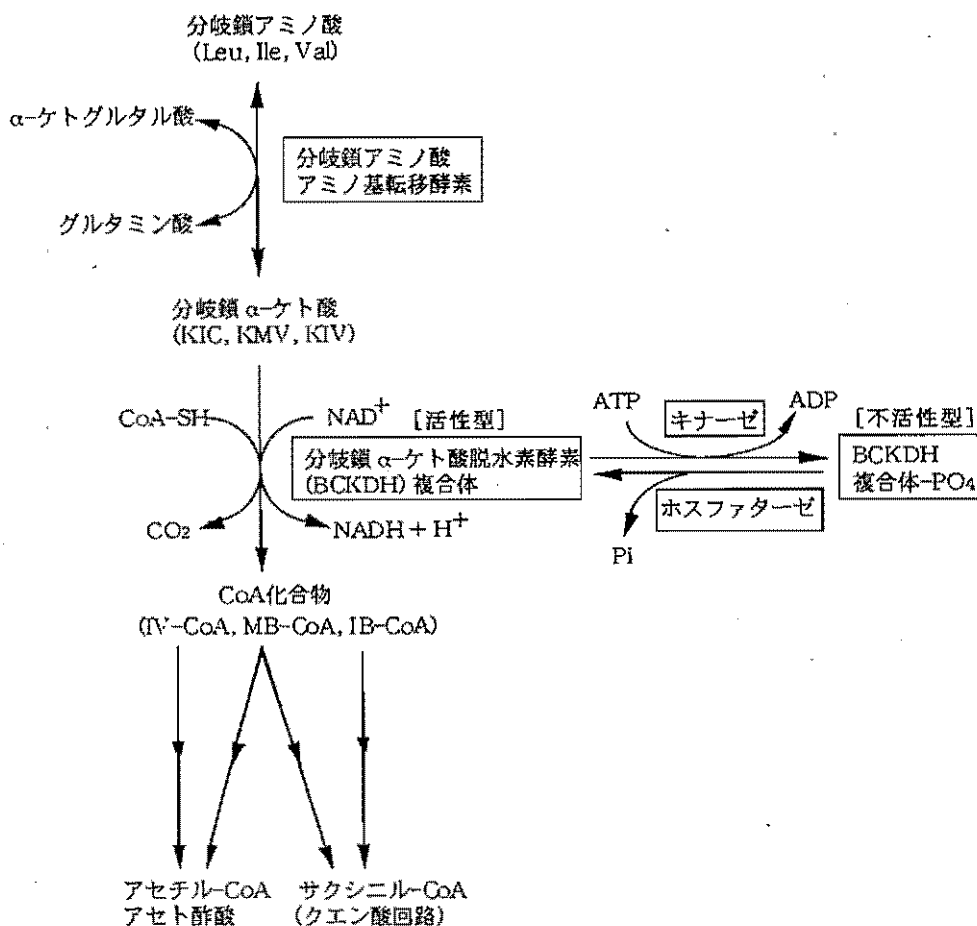 分岐鎖アミノ酸
(Leu, Ile, Val)
α-ケトグルタル酸
分岐鎖アミノ酸
アミノ基転移酵素
グルタミン酸
分岐鎖 α-ケト酸
(KIC, KMV, KIV)
CoA-SH
NAD+
[活性型]
ATP
キナーゼ
ADP
[不活性型]
分岐鎖 α-ケト酸脱水素酵素
(BCKDH) 複合体
BCKDH
複合体-PO4
ホスファターゼ
CO2
NADH + H+
Pi
CoA化合物
(IV-CoA, MB-CoA, IB-CoA)
アセチル-CoA
アセト酢酸
サクシニル-CoA
(クエン酸回路)